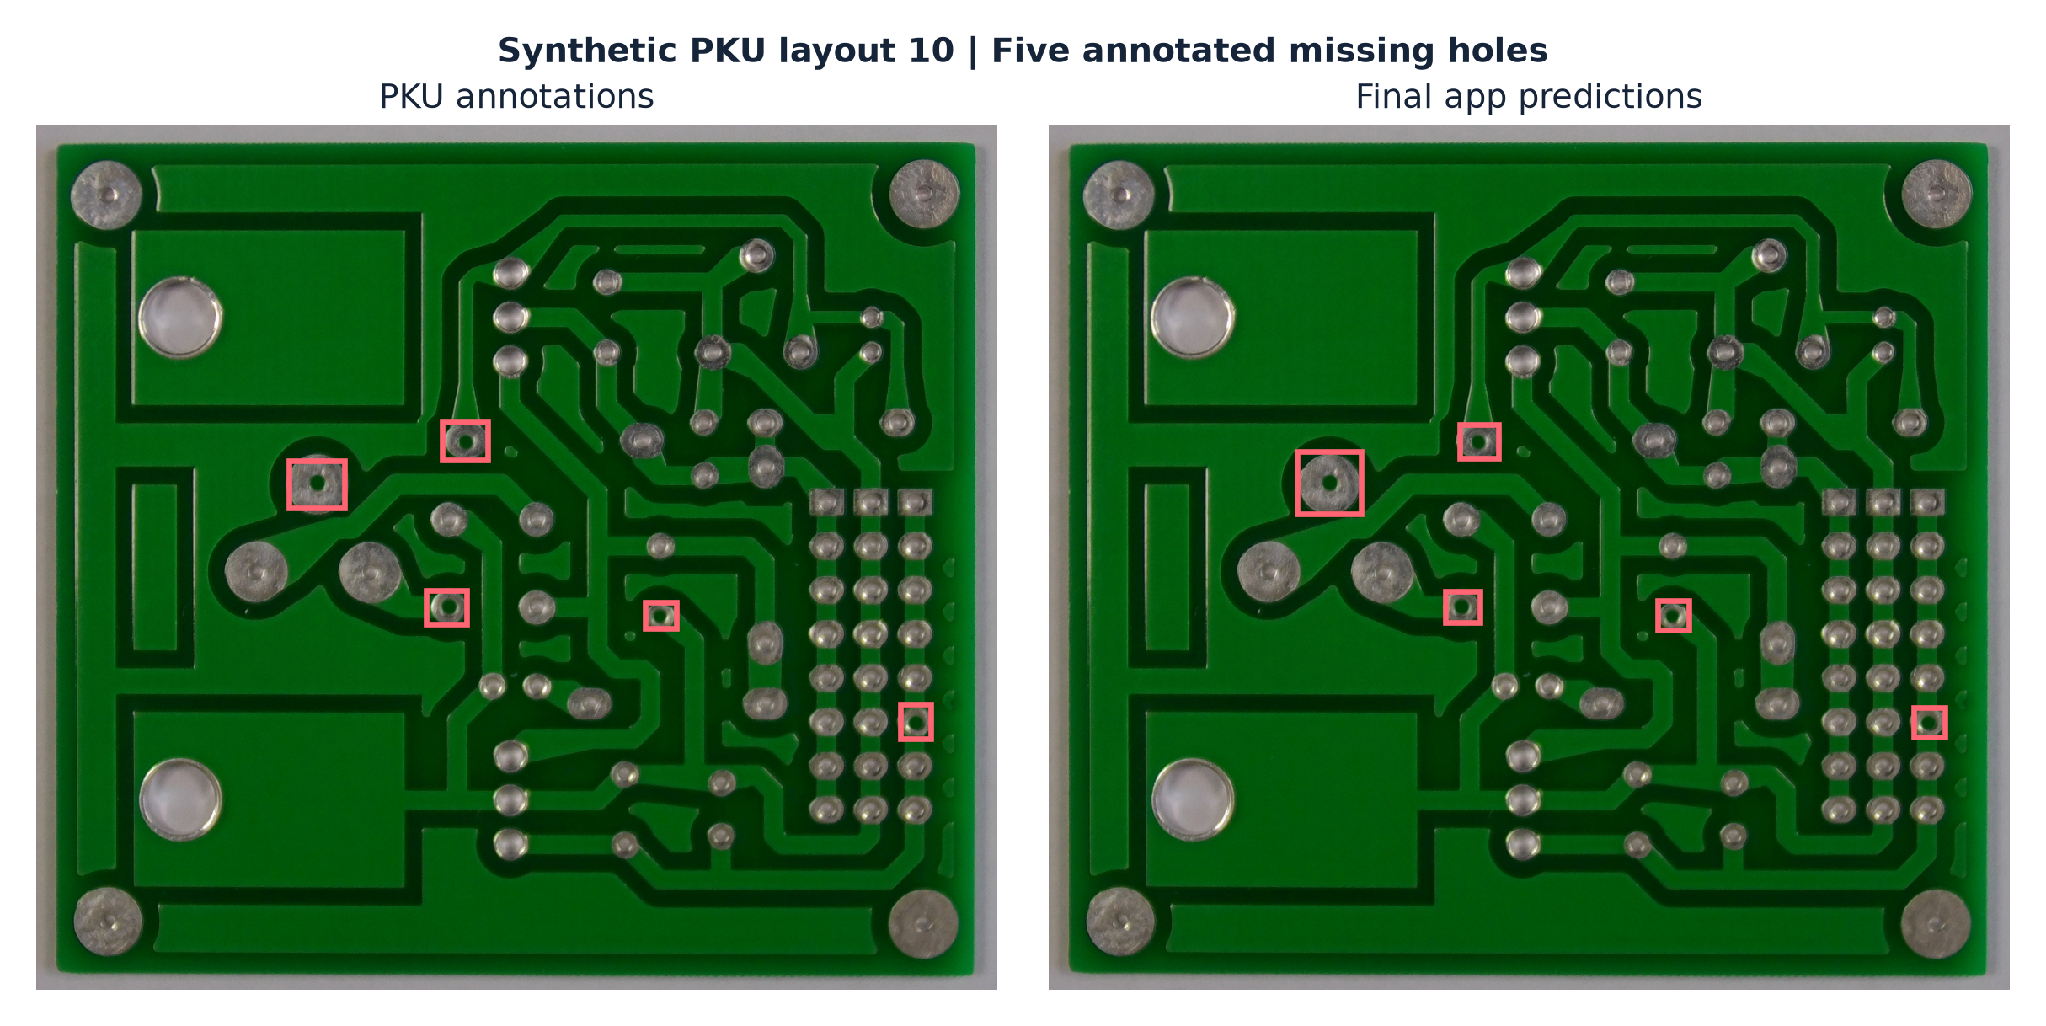 Synthetic PKU layout 10 | Five annotated missing holes
PKU annotations
Final app predictions